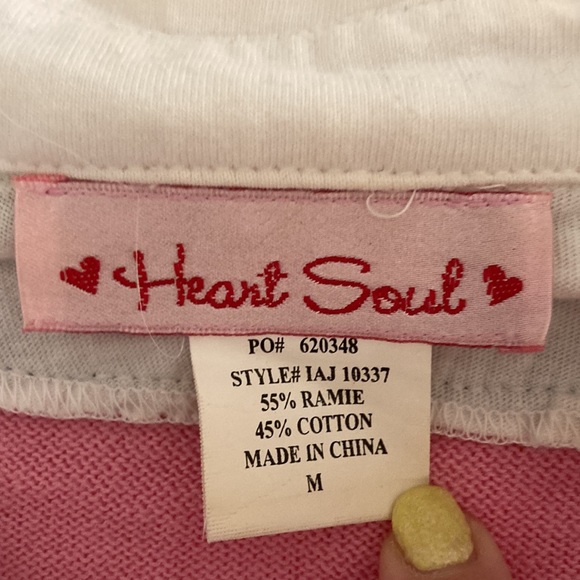 Heart Soul
PO# 620348
STYLE# IAJ 10337
55% RAMIE
45% COTTON
MADE IN CHINA
M